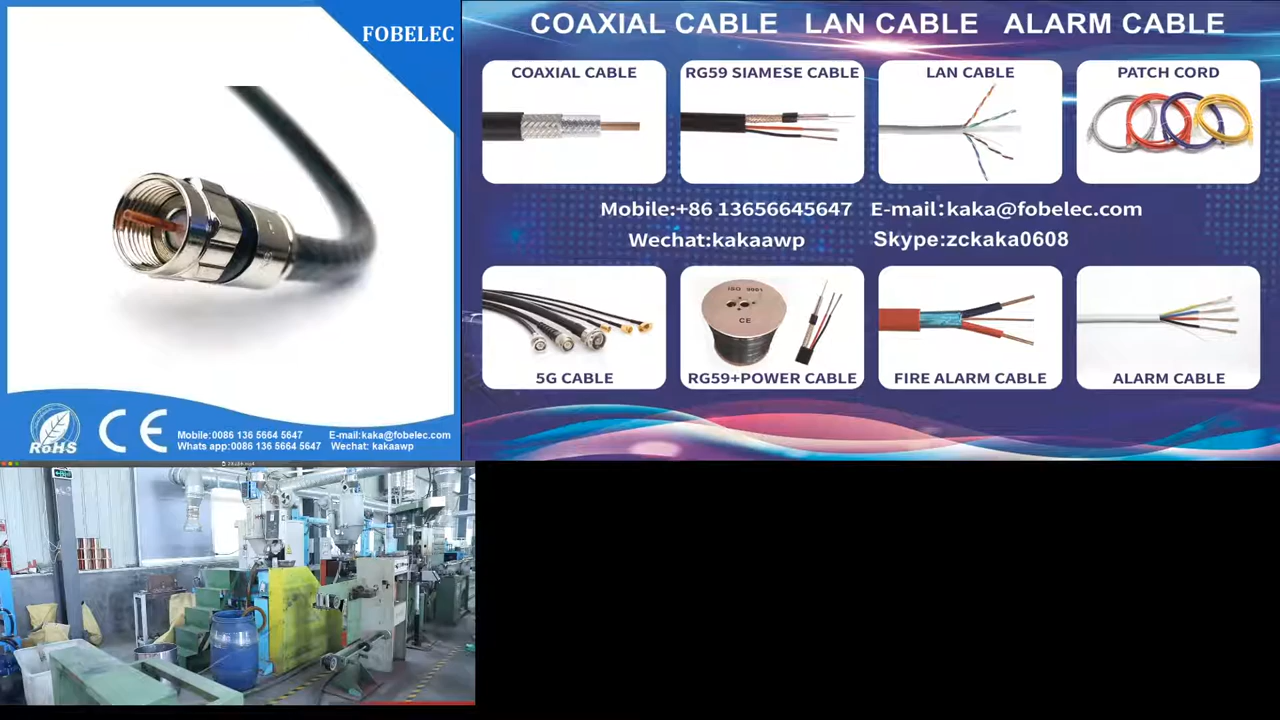 FOBELEC
RoHS
CE
Mobile:0086 136 5664 5647
E-mail:kaka@fobelec.com
Whats app:0086 136 5664 5647
Wechat: kakaawp
COAXIAL CABLE LAN CABLE ALARM CABLE
COAXIAL CABLE
RG59 SIAMESE CABLE
LAN CABLE
PATCH CORD
Mobile:+86 13656645647 E-mail:kaka@fobelec.com
Wechat:kakaawp Skype:zckaka0608
ISO 9001
CE
5G CABLE
RG59+POWER CABLE
FIRE ALARM CABLE
ALARM CABLE